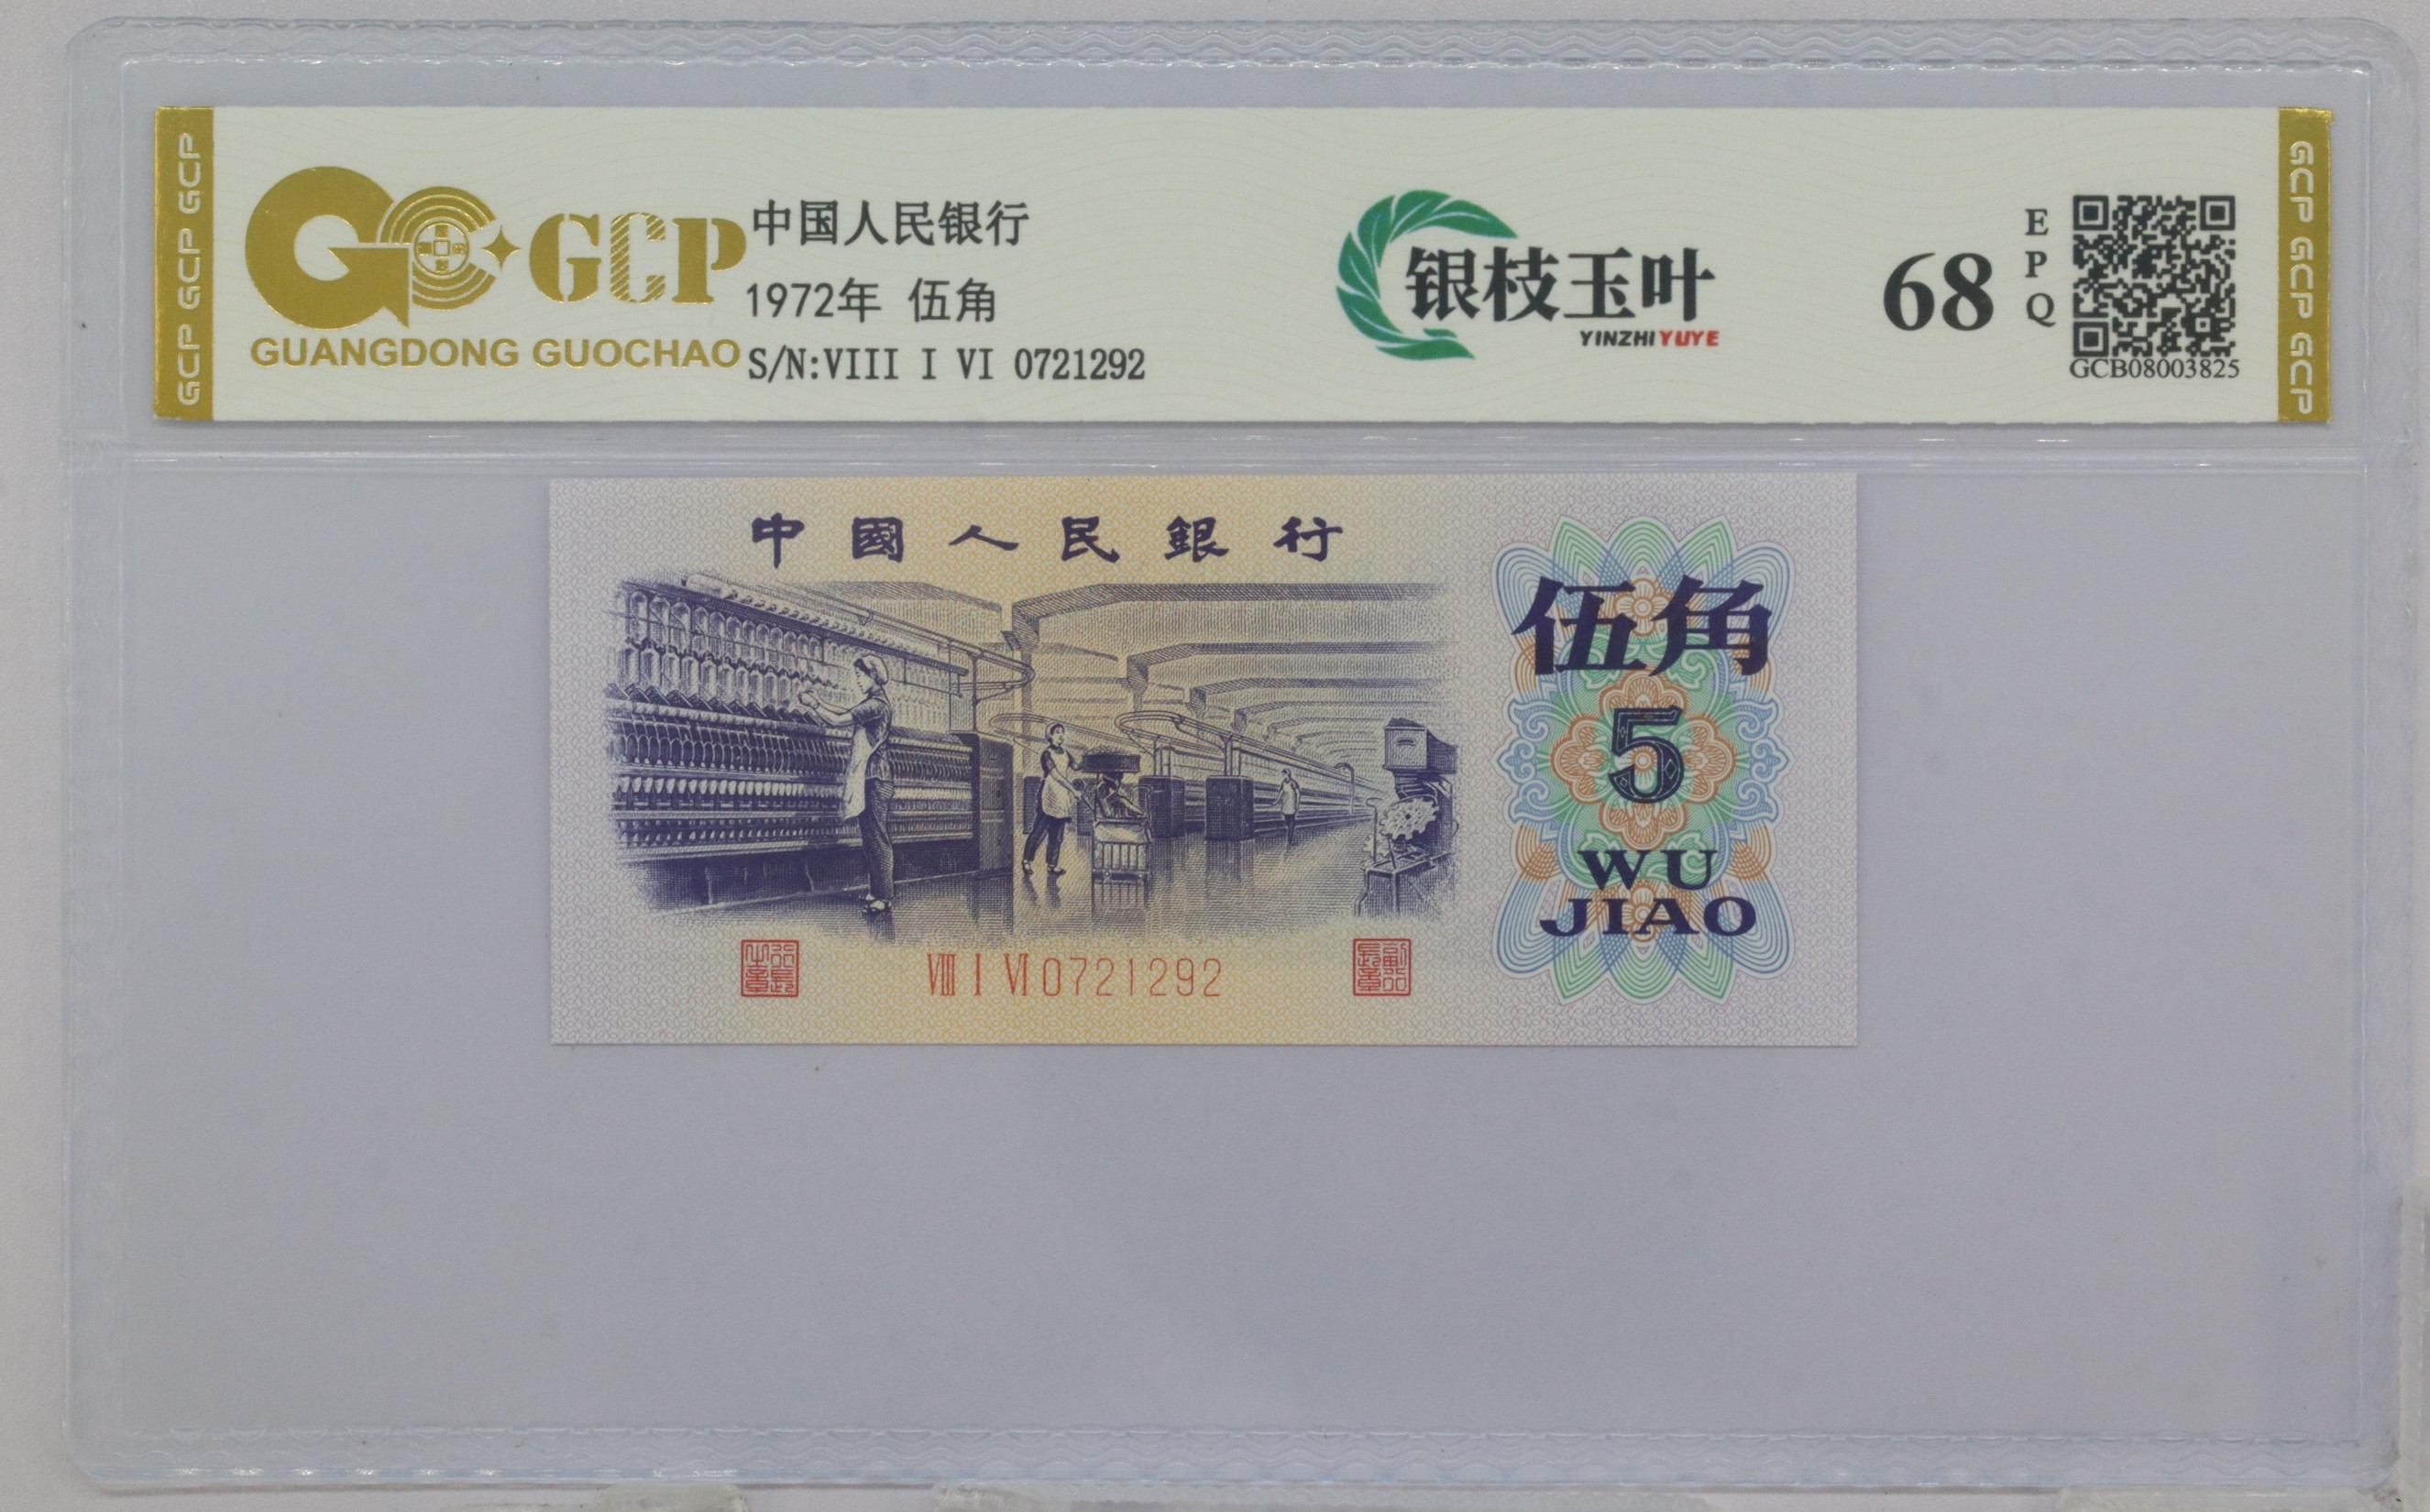 GCP GCP GCP
GCP
GUANGDONG GUOCHAO
中国人民银行
1972年 伍角
S/N:VIII I VI 0721292
银枝玉叶
YINZHI YUYE
68
EPQ
GCB08003825
GCP GCP GCP
中國人民銀行
伍角
5
WU
JIAO
VIII I VI 0721292